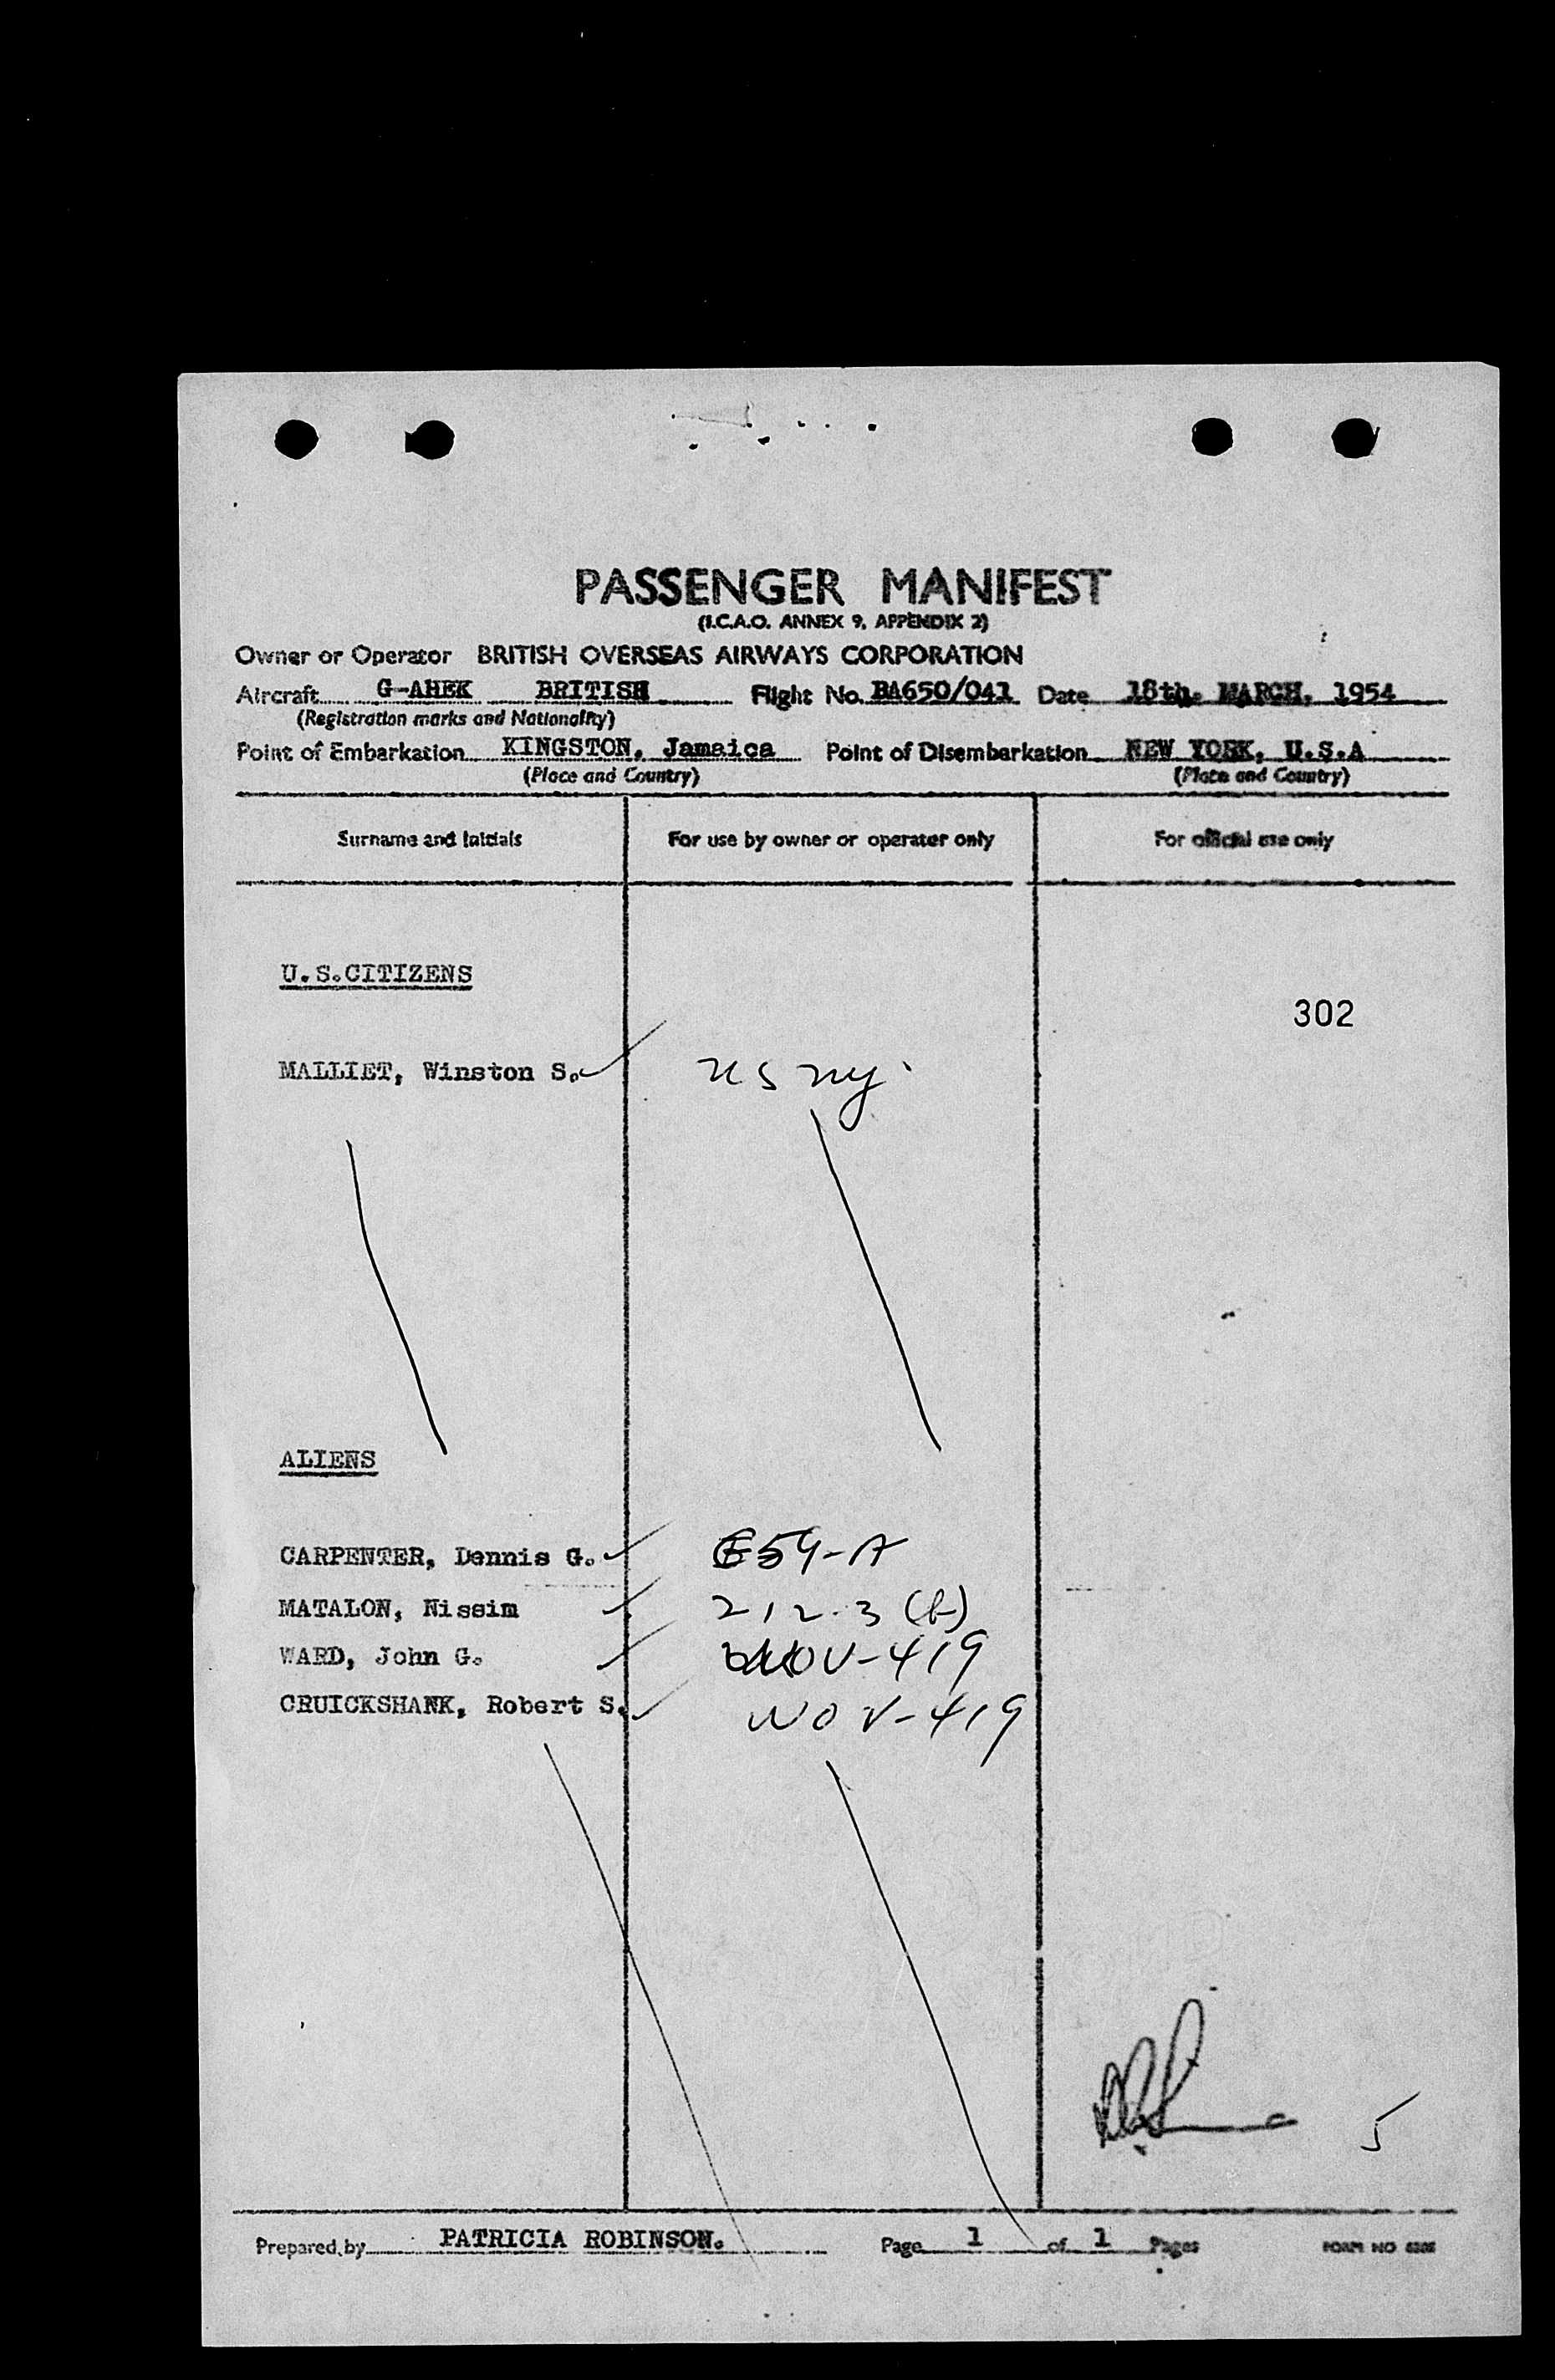 PASSENGER MANIFEST
(I.C.A.O. ANNEX 9, APPENDIX 2)
Owner or Operator BRITISH OVERSEAS AIRWAYS CORPORATION
Aircraft G-AHEK BRITISH Flight No. BA650/041 Date 18th. MARCH, 1954
(Registration marks and Nationality)
Point of Embarkation KINGSTON, Jamaica Point of Disembarkation NEW YORK, U.S.A
(Place and Country) (Place and Country)
Surname and Initials For use by owner or operator only For official use only
U.S.CITIZENS
302
MALLIET, Winston S. US ny.
ALIENS
CARPENTER, Dennis G. E59-A
MATALON, Nissim 212.3 (b)
WARD, John G. V-419
CRUICKSHANK, Robert S. WO V-419
5
Prepared by PATRICIA ROBINSON. Page 1 of 1 Pages FORM NO